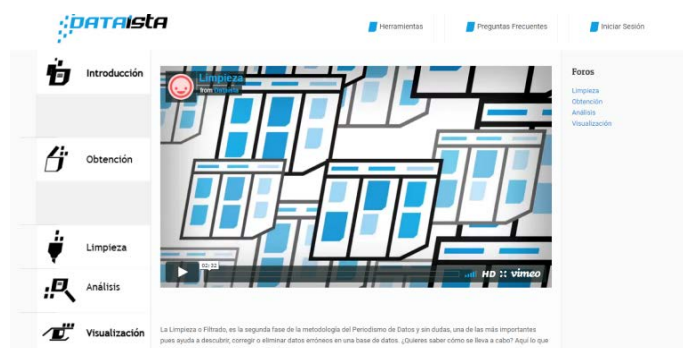 DATAISTA
Herramientas
Preguntas Frecuentes
Iniciar Sesión
Introducción
Obtención
Limpieza
Análisis
Visualización
Limpieza
from dataista
02:32
HD :: vimeo
Foros
Limpieza
Obtención
Análisis
Visualización
La Limpieza o Filtrado, es la segunda fase de la metodología del Periodismo de Datos y sin dudas, una de las más importantes
pues ayuda a descubrir, corregir o eliminar datos erróneos en una base de datos. ¿Quieres saber cómo se lleva a cabo? Aquí lo que